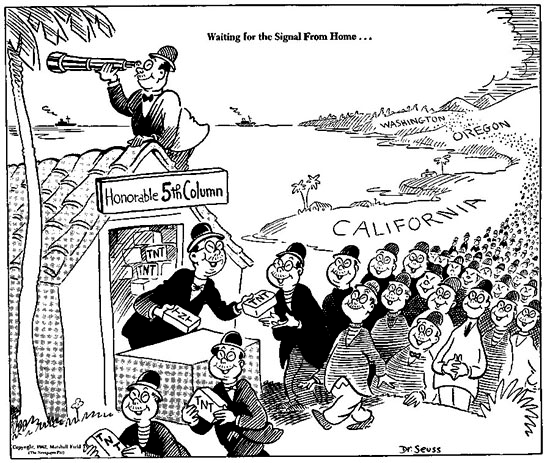 Waiting for the Signal From Home...
WASHINGTON
OREGON
CALIFORNIA
Honorable 5th Column
TNT
TNT
TNT
TNT
TNT
TNT
TNT
Copyright, 1942, Marshall Field
(The Newspaper PM)
Dr. Seuss